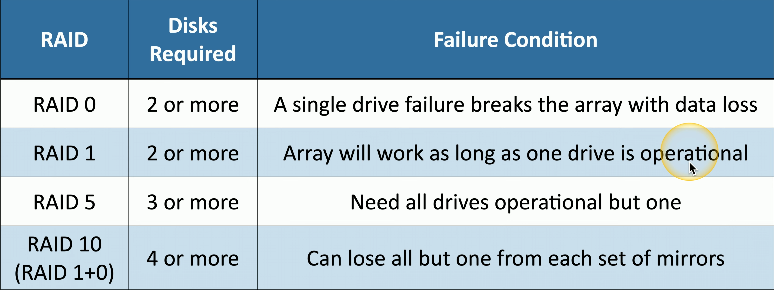 RAID
Disks
Required
Failure Condition
RAID 0
2 or more
A single drive failure breaks the array with data loss
RAID 1
2 or more
Array will work as long as one drive is operational
RAID 5
3 or more
Need all drives operational but one
RAID 10
(RAID 1+0)
4 or more
Can lose all but one from each set of mirrors